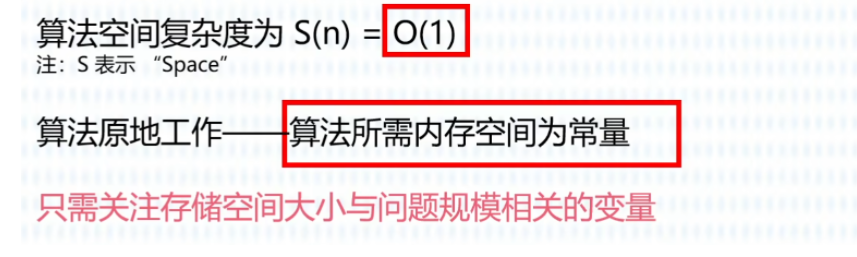 算法空间复杂度为 S(n) = O(1)
注：S 表示 “Space”
算法原地工作——算法所需内存空间为常量
只需关注存储空间大小与问题规模相关的变量